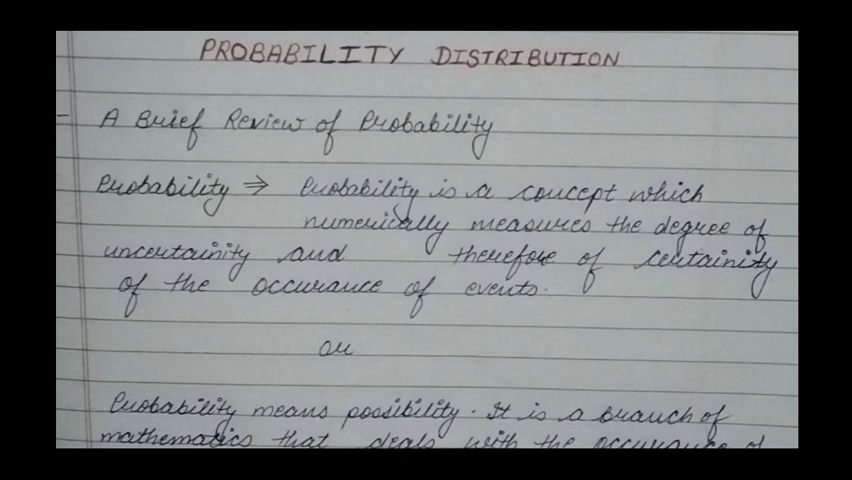 PROBABILITY DISTRIBUTION
- A Brief Review of Probability
Probability ⇒ Probability is a concept which
numerically measures the degree of
uncertainity and therefore of certainity
of the occurance of events.
or
Probability means possibility. It is a branch of
mathematics that deals with the occurance of